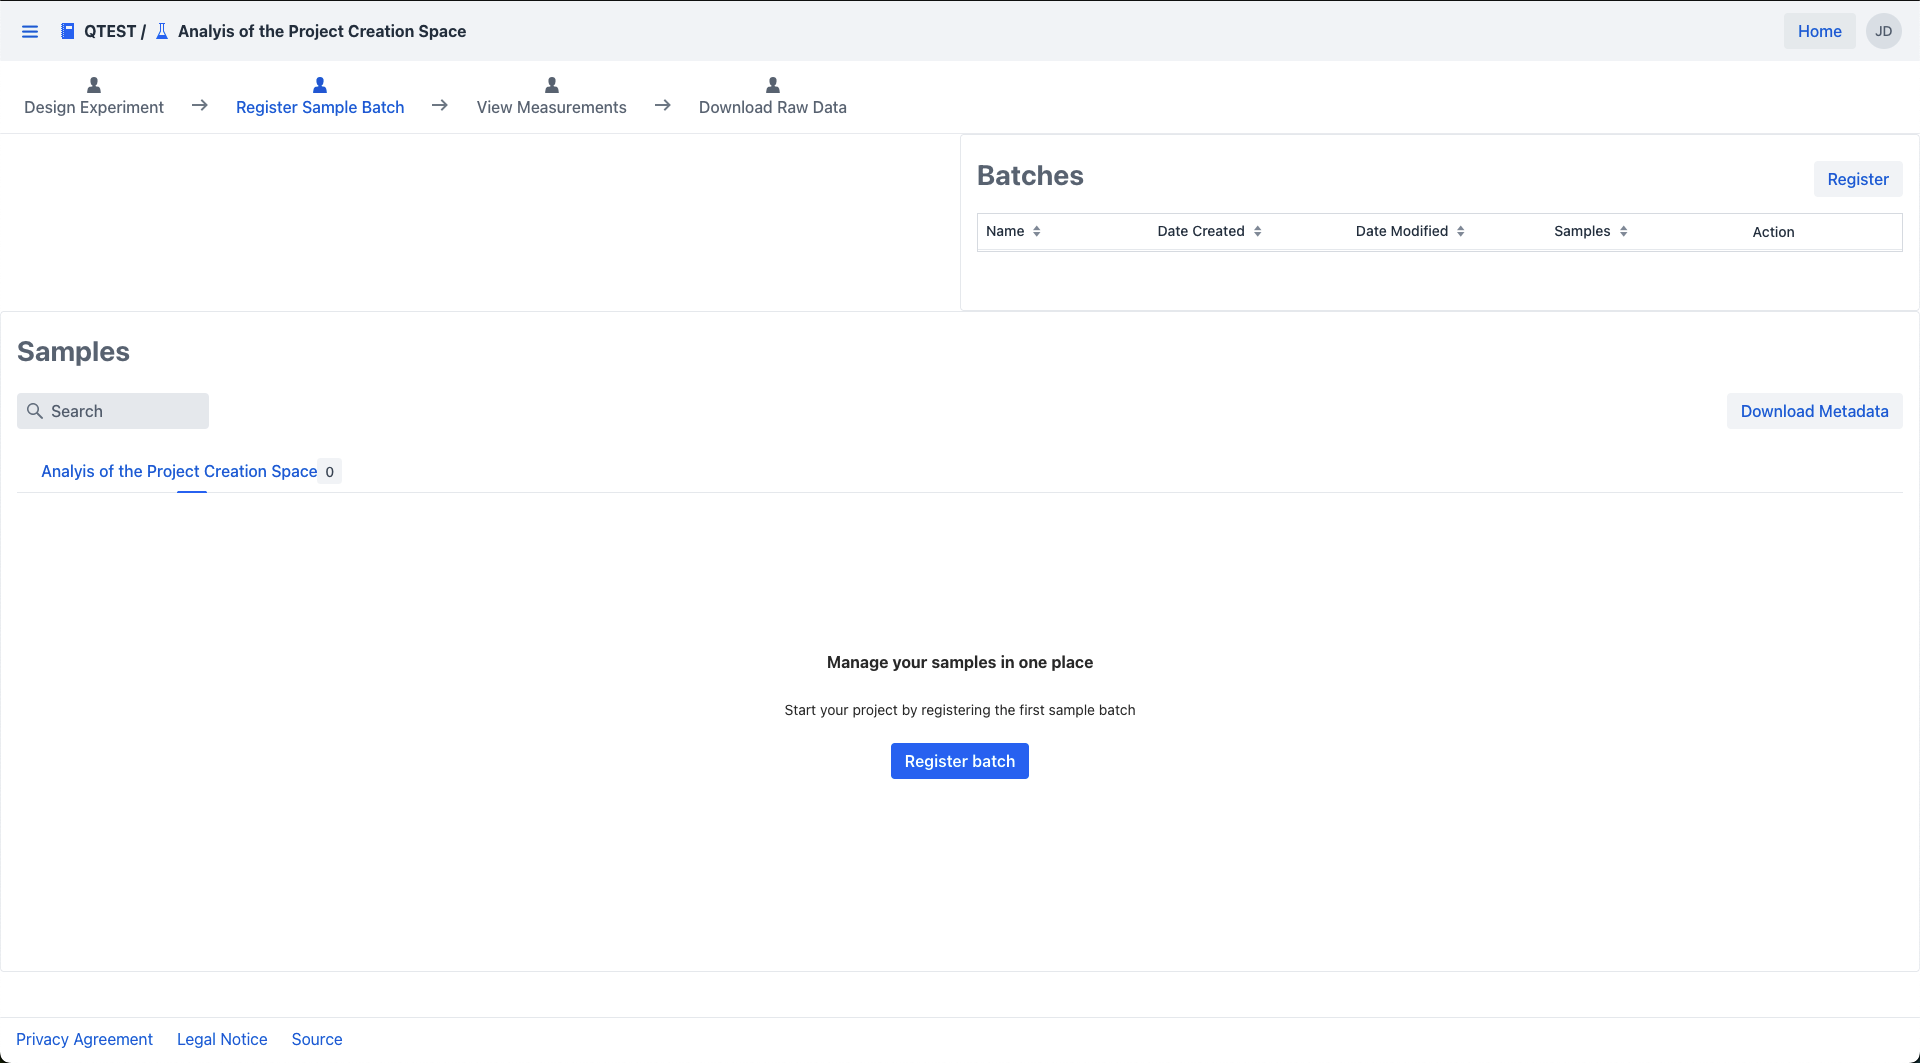 QTEST / Analyis of the Project Creation Space
Home
JD
Design Experiment
Register Sample Batch
View Measurements
Download Raw Data
Batches
Register
Name
Date Created
Date Modified
Samples
Action
Samples
Search
Download Metadata
Analyis of the Project Creation Space 0
Manage your samples in one place
Start your project by registering the first sample batch
Register batch
Privacy Agreement
Legal Notice
Source